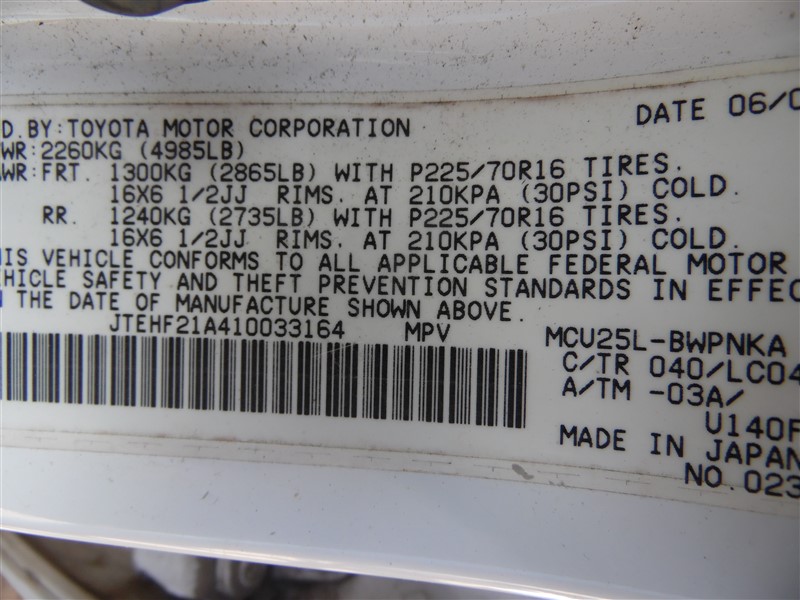 D. BY: TOYOTA MOTOR CORPORATION DATE 06/0
WR: 2260KG (4985LB)
AWR: FRT. 1300KG (2865LB) WITH P225/70R16 TIRES.
16X6 1/2JJ RIMS. AT 210KPA (30PSI) COLD.
RR. 1240KG (2735LB) WITH P225/70R16 TIRES.
16X6 1/2JJ RIMS. AT 210KPA (30PSI) COLD.
HIS VEHICLE CONFORMS TO ALL APPLICABLE FEDERAL MOTOR
EHICLE SAFETY AND THEFT PREVENTION STANDARDS IN EFFEC
N THE DATE OF MANUFACTURE SHOWN ABOVE.
JTEHF21A410033164 MPV MCU25L-BWPNKA
C/TR 040/LC04
A/TM -03A/
U140F
MADE IN JAPAN
NO. 023